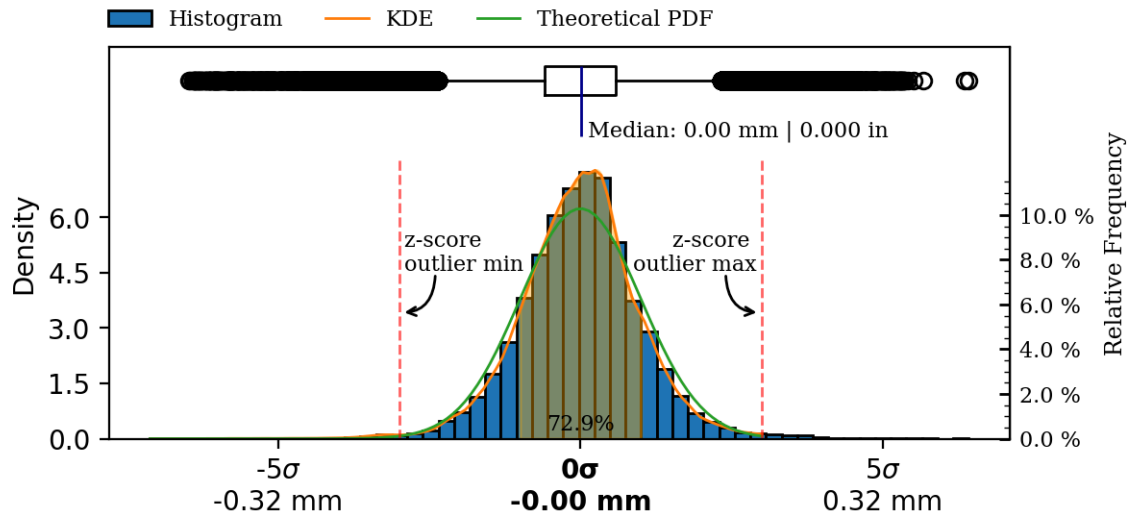 Histogram
KDE
Theoretical PDF
Median: 0.00 mm | 0.000 in
Density
6.0
4.5
3.0
1.5
0.0
z-score
outlier min
z-score
outlier max
72.9%
10.0 %
8.0 %
6.0 %
4.0 %
2.0 %
0.0 %
Relative Frequency
-5σ
-0.32 mm
0σ
-0.00 mm
5σ
0.32 mm